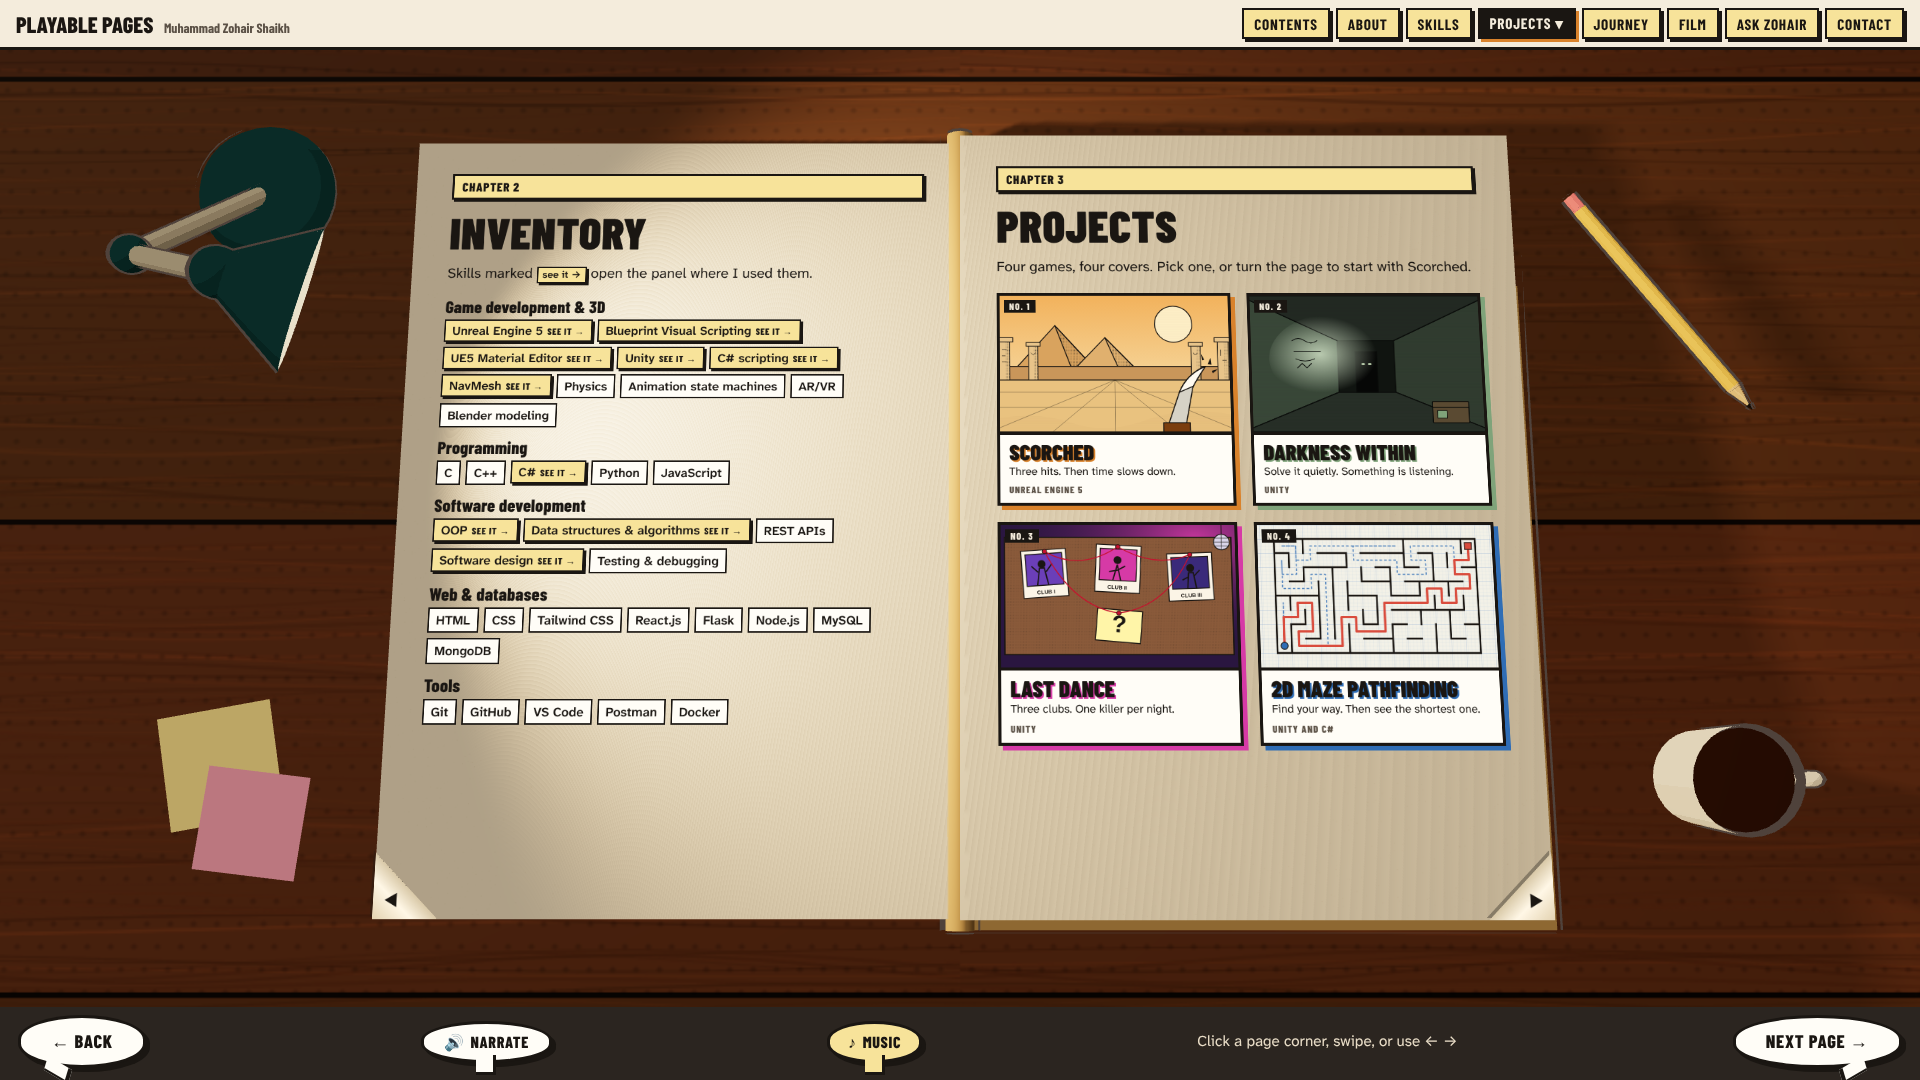 PLAYABLE PAGES Muhammad Zohair Shaikh
CONTENTS ABOUT SKILLS PROJECTS ▼ JOURNEY FILM ASK ZOHAIR CONTACT
CHAPTER 2
INVENTORY
Skills marked see it → open the panel where I used them.
Game development & 3D
Unreal Engine 5 SEE IT → Blueprint Visual Scripting SEE IT →
UE5 Material Editor SEE IT → Unity SEE IT → C# scripting SEE IT →
NavMesh SEE IT → Physics Animation state machines AR/VR
Blender modeling
Programming
C C++ C# SEE IT → Python JavaScript
Software development
OOP SEE IT → Data structures & algorithms SEE IT → REST APIs
Software design SEE IT → Testing & debugging
Web & databases
HTML CSS Tailwind CSS React.js Flask Node.js MySQL
MongoDB
Tools
Git GitHub VS Code Postman Docker
CHAPTER 3
PROJECTS
Four games, four covers. Pick one, or turn the page to start with Scorched.
NO. 1
SCORCHED
Three hits. Then time slows down.
UNREAL ENGINE 5
NO. 2
DARKNESS WITHIN
Solve it quietly. Something is listening.
UNITY
NO. 3
CLUB I CLUB II CLUB III
?
LAST DANCE
Three clubs. One killer per night.
UNITY
NO. 4
2D MAZE PATHFINDING
Find your way. Then see the shortest one.
UNITY AND C#
← BACK
NARRATE
♪ MUSIC
Click a page corner, swipe, or use ← →
NEXT PAGE →